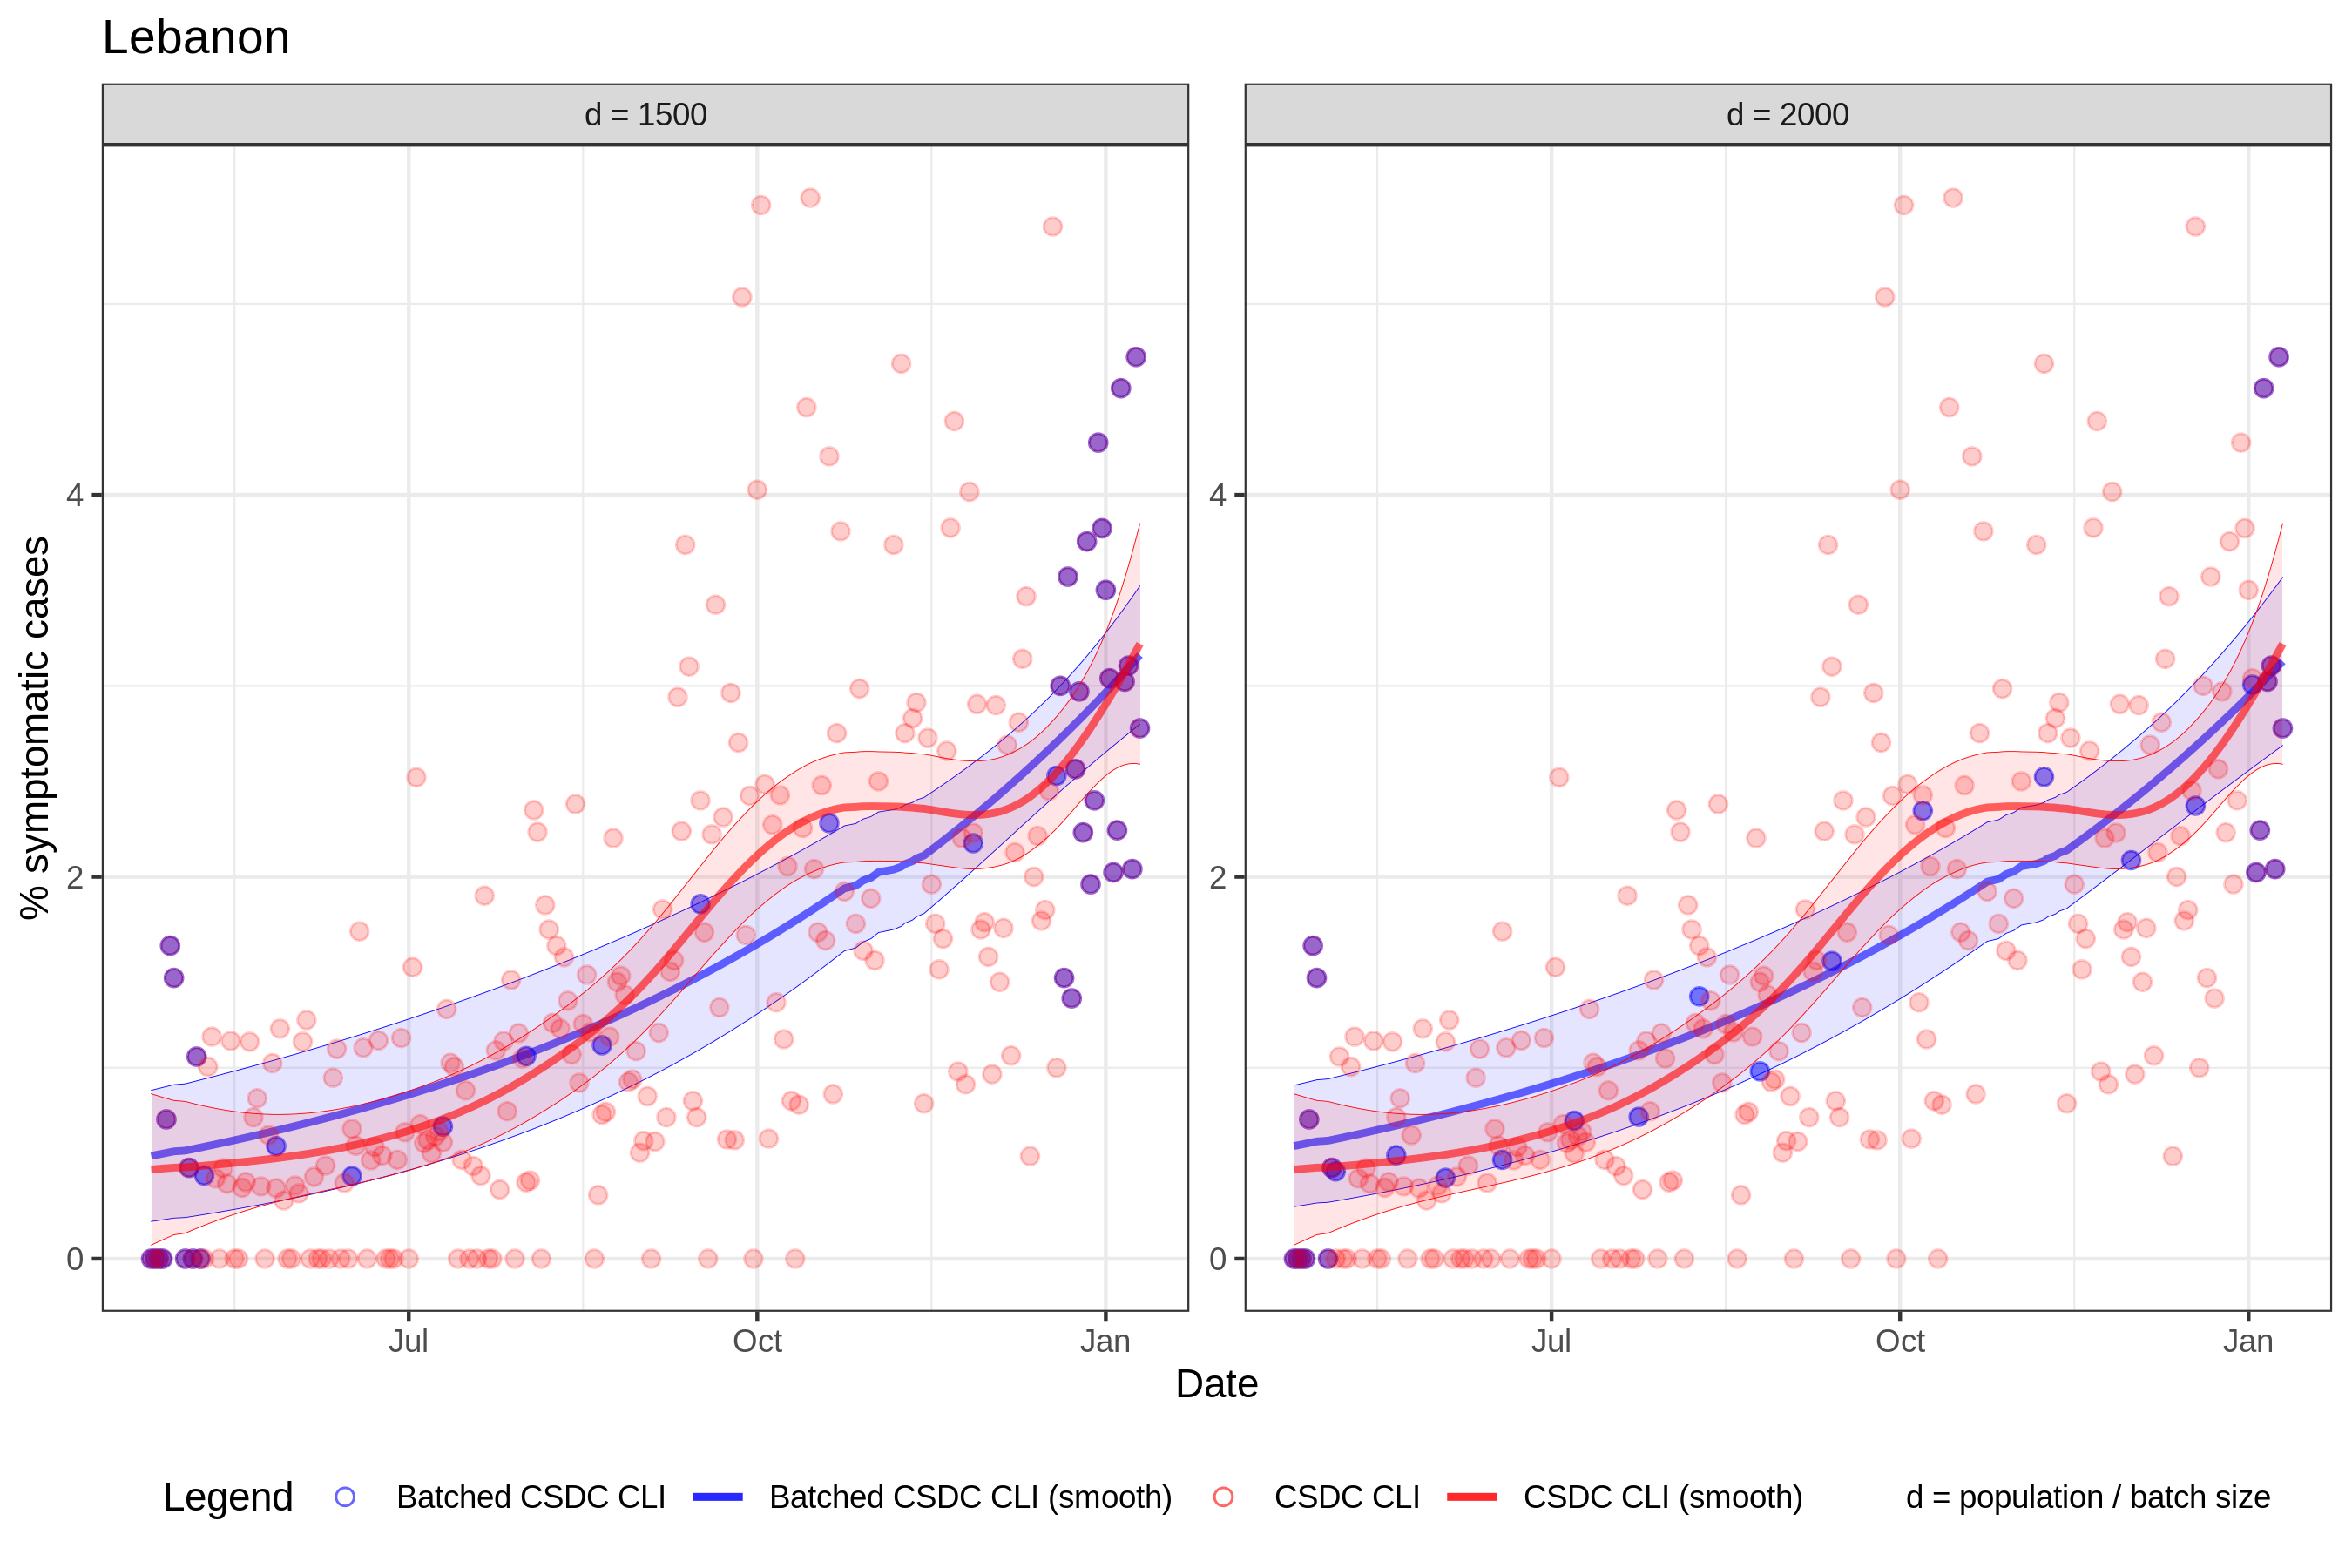 Lebanon
d = 1500
d = 2000
% symptomatic cases
4
2
0
4
2
0
Jul
Oct
Jan
Jul
Oct
Jan
Date
Legend
Batched CSDC CLI
Batched CSDC CLI (smooth)
CSDC CLI
CSDC CLI (smooth)
d = population / batch size